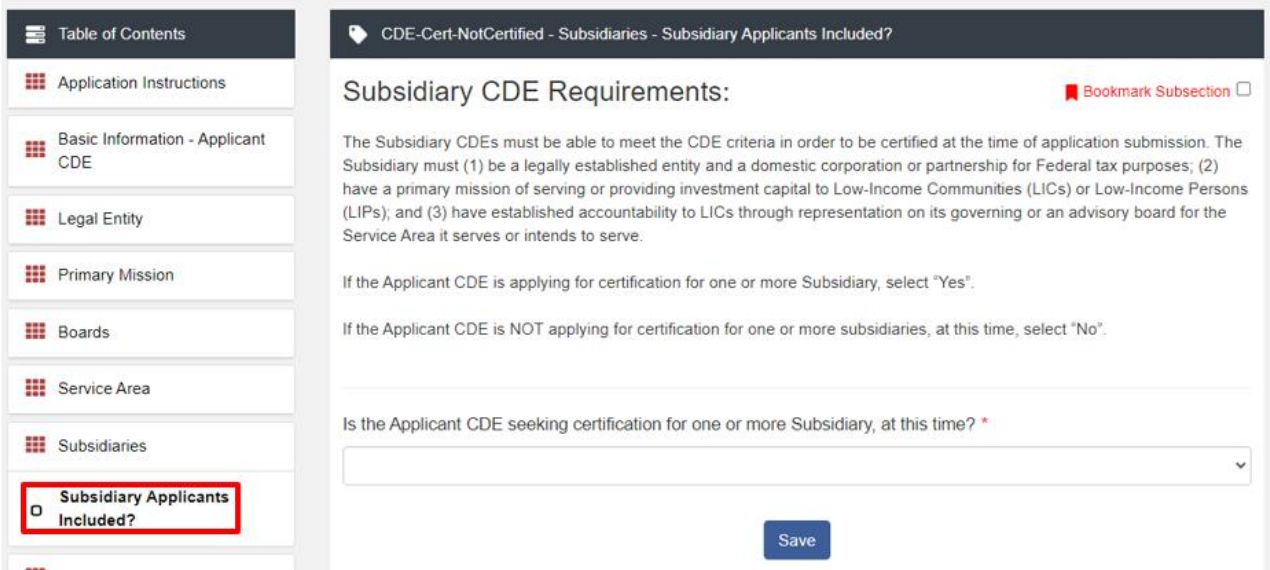 Table of Contents
Application Instructions
Basic Information - Applicant
CDE
Legal Entity
Primary Mission
Boards
Service Area
Subsidiaries
Subsidiary Applicants
Included?
CDE-Cert-NotCertified - Subsidiaries - Subsidiary Applicants Included?
Subsidiary CDE Requirements:
Bookmark Subsection
The Subsidiary CDEs must be able to meet the CDE criteria in order to be certified at the time of application submission. The
Subsidiary must (1) be a legally established entity and a domestic corporation or partnership for Federal tax purposes; (2)
have a primary mission of serving or providing investment capital to Low-Income Communities (LICs) or Low-Income Persons
(LIPs); and (3) have established accountability to LICs through representation on its governing or an advisory board for the
Service Area it serves or intends to serve.
If the Applicant CDE is applying for certification for one or more Subsidiary, select “Yes”.
If the Applicant CDE is NOT applying for certification for one or more subsidiaries, at this time, select “No”.
Is the Applicant CDE seeking certification for one or more Subsidiary, at this time? *
Save